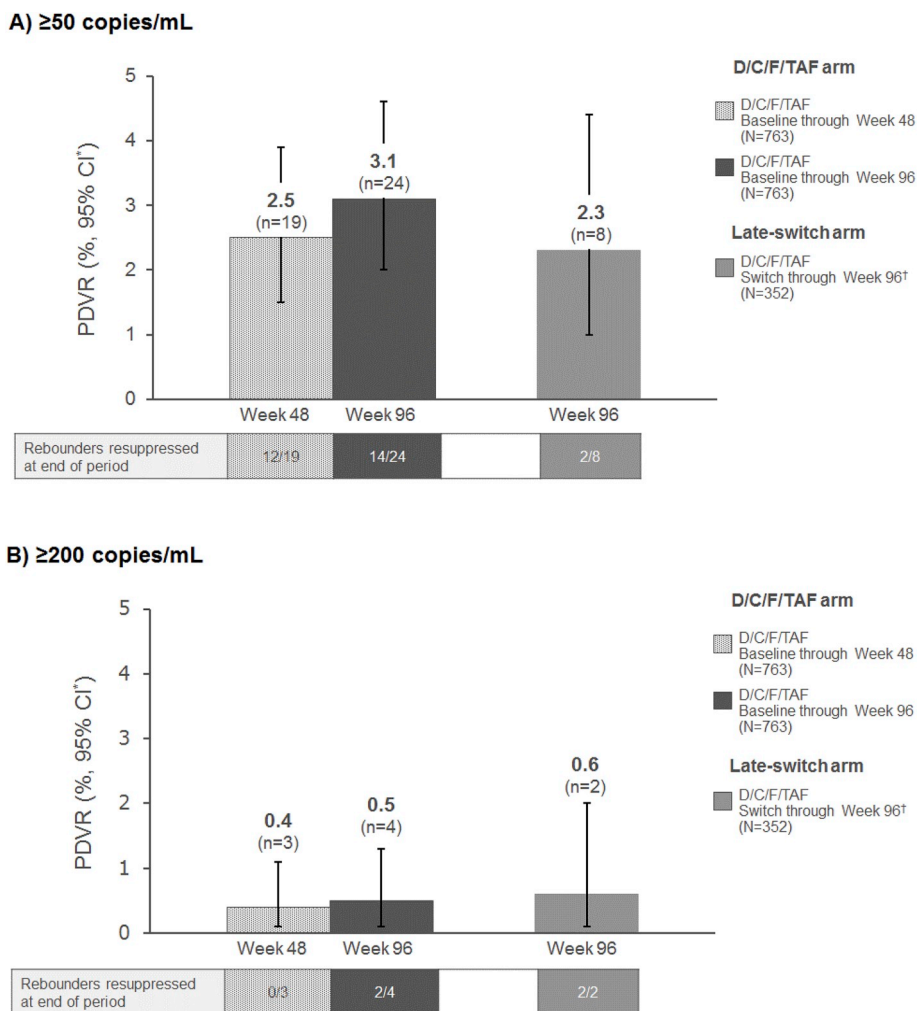 A) ≥50 copies/mL
PDVR (%, 95% CI*)
5
4
3
2
1
0
2.5
(n=19)
3.1
(n=24)
2.3
(n=8)
Week 48
Week 96
Week 96
Rebounders resuppressed
at end of period
12/19
14/24
2/8
D/C/F/TAF arm
D/C/F/TAF
Baseline through Week 48
(N=763)
D/C/F/TAF
Baseline through Week 96
(N=763)
Late-switch arm
D/C/F/TAF
Switch through Week 96†
(N=352)
B) ≥200 copies/mL
PDVR (%, 95% CI*)
5
4
3
2
1
0
0.4
(n=3)
0.5
(n=4)
0.6
(n=2)
Week 48
Week 96
Week 96
Rebounders resuppressed
at end of period
0/3
2/4
2/2
D/C/F/TAF arm
D/C/F/TAF
Baseline through Week 48
(N=763)
D/C/F/TAF
Baseline through Week 96
(N=763)
Late-switch arm
D/C/F/TAF
Switch through Week 96†
(N=352)